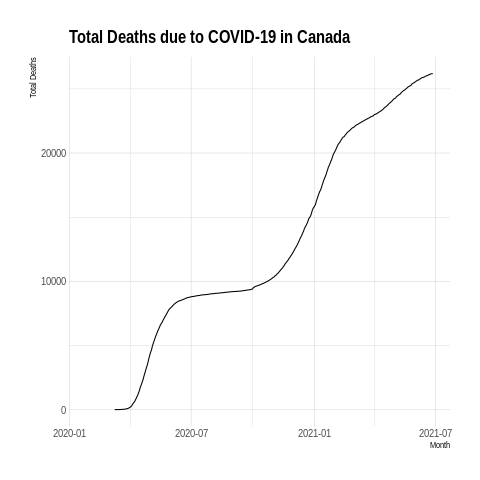 Total Deaths due to COVID-19 in Canada
Total Deaths
20000
10000
0
2020-01 2020-07 2021-01 2021-07
Month